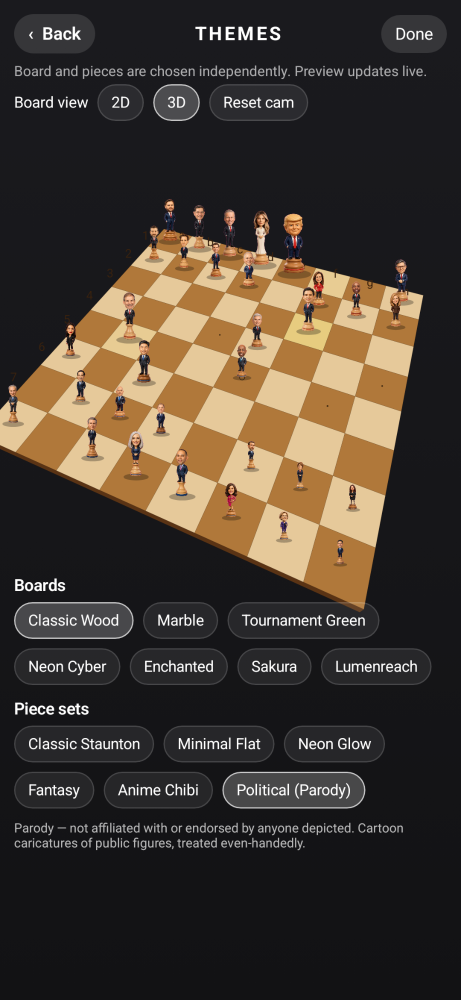 ‹ Back
THEMES
Done
Board and pieces are chosen independently. Preview updates live.
Board view
2D
3D
Reset cam
g
5
6
7
Boards
Classic Wood
Marble
Tournament Green
Neon Cyber
Enchanted
Sakura
Lumenreach
Piece sets
Classic Staunton
Minimal Flat
Neon Glow
Fantasy
Anime Chibi
Political (Parody)
Parody — not affiliated with or endorsed by anyone depicted. Cartoon
caricatures of public figures, treated even-handedly.